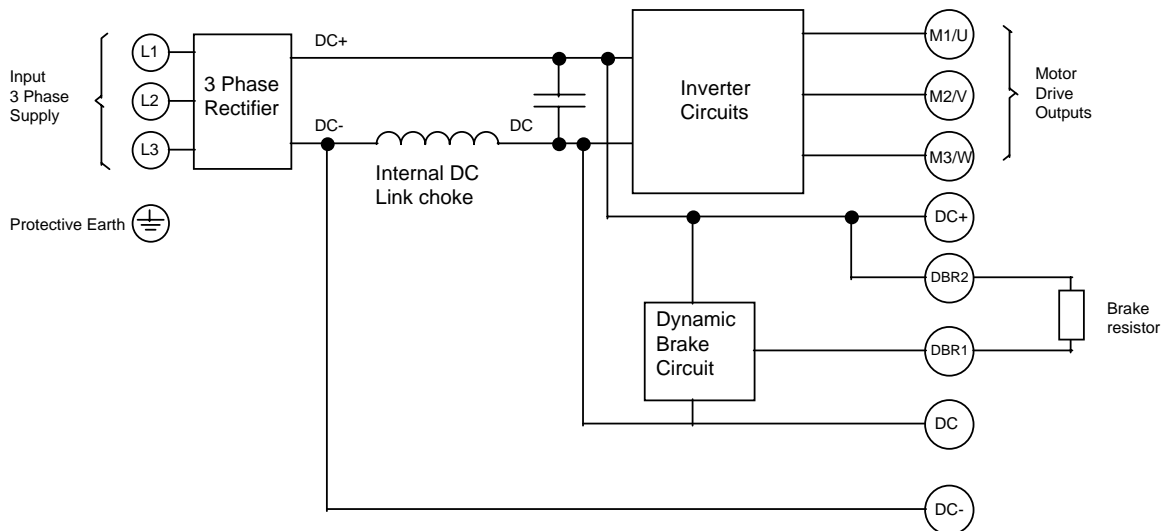 Input
3 Phase
Supply
L1
L2
L3
Protective Earth
3 Phase
Rectifier
DC+
DC-
Internal DC
Link choke
DC
Inverter
Circuits
M1/U
M2/V
M3/W
Motor
Drive
Outputs
DC+
DBR2
Dynamic
Brake
Circuit
DBR1
Brake
resistor
DC
DC-